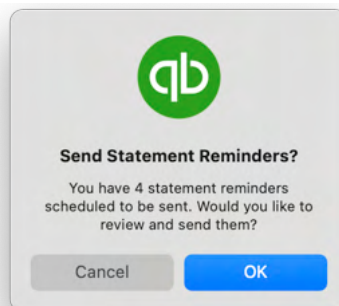 qb
Send Statement Reminders?
You have 4 statement reminders
scheduled to be sent. Would you like to
review and send them?
Cancel
OK